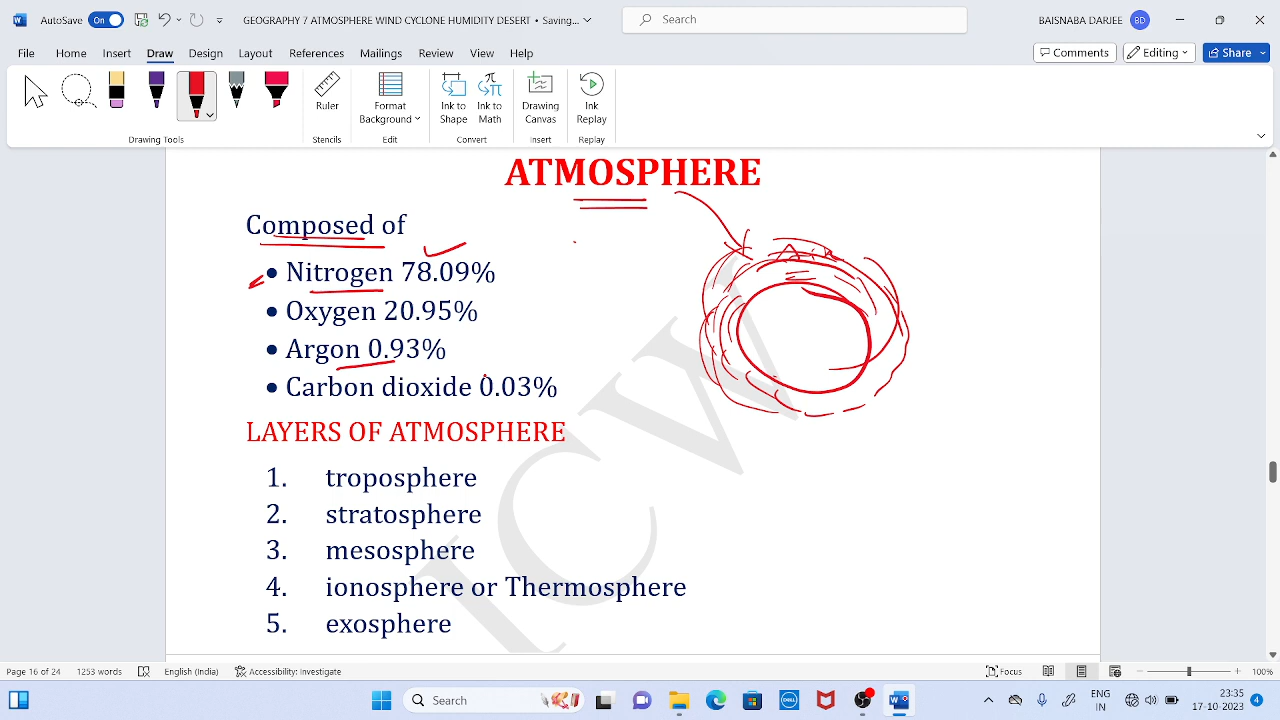 GEOGRAPHY 7 ATMOSPHERE WIND CYCLONE HUMIDITY DESERT • Saving...
AutoSave On
Search
BAISNABA DARJEE BD
File Home Insert Draw Design Layout References Mailings Review View Help
Comments Editing Share
Ruler
Format Background
Ink to Shape
Ink to Math
Drawing Canvas
Ink Replay
Drawing Tools Stencils Edit Convert Insert Replay
ATMOSPHERE
Composed of
• Nitrogen 78.09%
• Oxygen 20.95%
• Argon 0.93%
• Carbon dioxide 0.03%
LAYERS OF ATMOSPHERE
1. troposphere
2. stratosphere
3. mesosphere
4. ionosphere or Thermosphere
5. exosphere
ICW
Page 16 of 24 1253 words English (India) Accessibility: Investigate Focus 100%
Search
ENG IN
23:35
17-10-2023
4